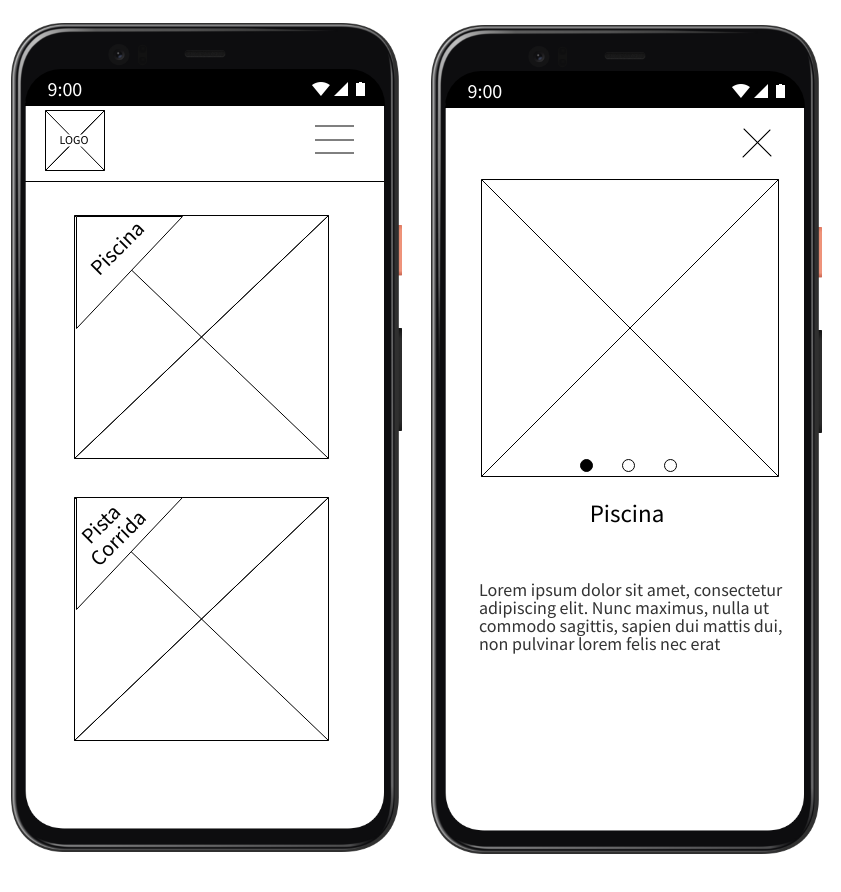 9:00
LOGO
Piscina
Pista
Corrida
9:00
Piscina
Lorem ipsum dolor sit amet, consectetur
adipiscing elit. Nunc maximus, nulla ut
commodo sagittis, sapien dui mattis dui,
non pulvinar lorem felis nec erat